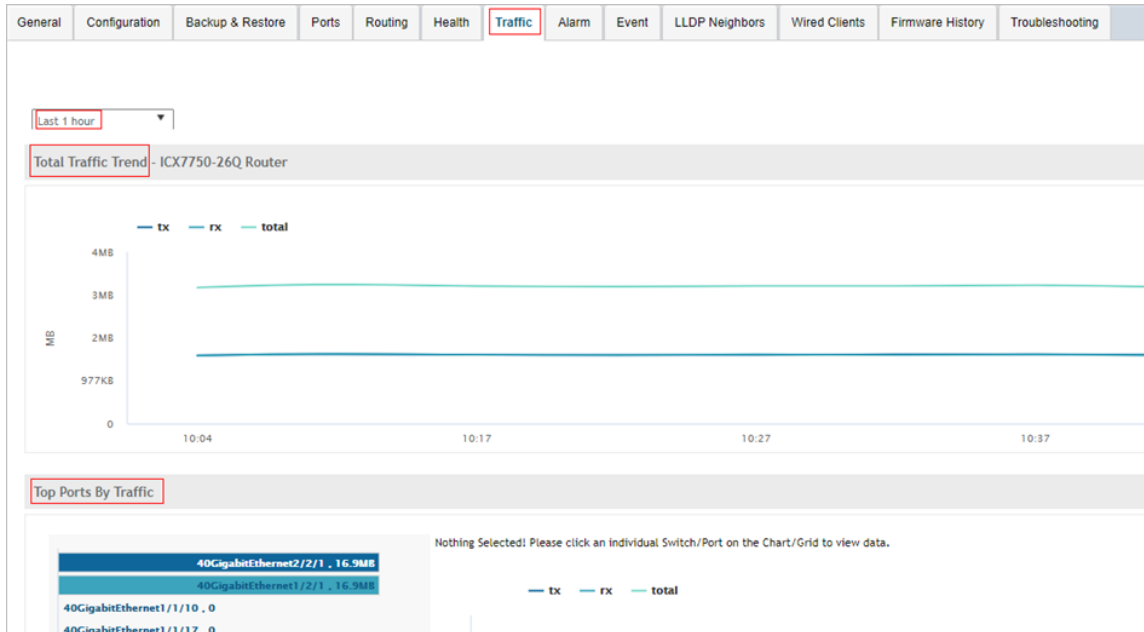 General Configuration Backup & Restore Ports Routing Health Traffic Alarm Event LLDP Neighbors Wired Clients Firmware History Troubleshooting
Last 1 hour
Total Traffic Trend - ICX7750-26Q Router
tx rx total
4MB
3MB
MB
2MB
977KB
0
10:04 10:17 10:27 10:37
Top Ports By Traffic
Nothing Selected! Please click an individual Switch/Port on the Chart/Grid to view data.
40GigabitEthernet2/2/1 , 16.9MB
40GigabitEthernet1/2/1 , 16.9MB
tx rx total
40GigabitEthernet1/1/10 , 0
40GigabitEthernet1/1/17 , 0